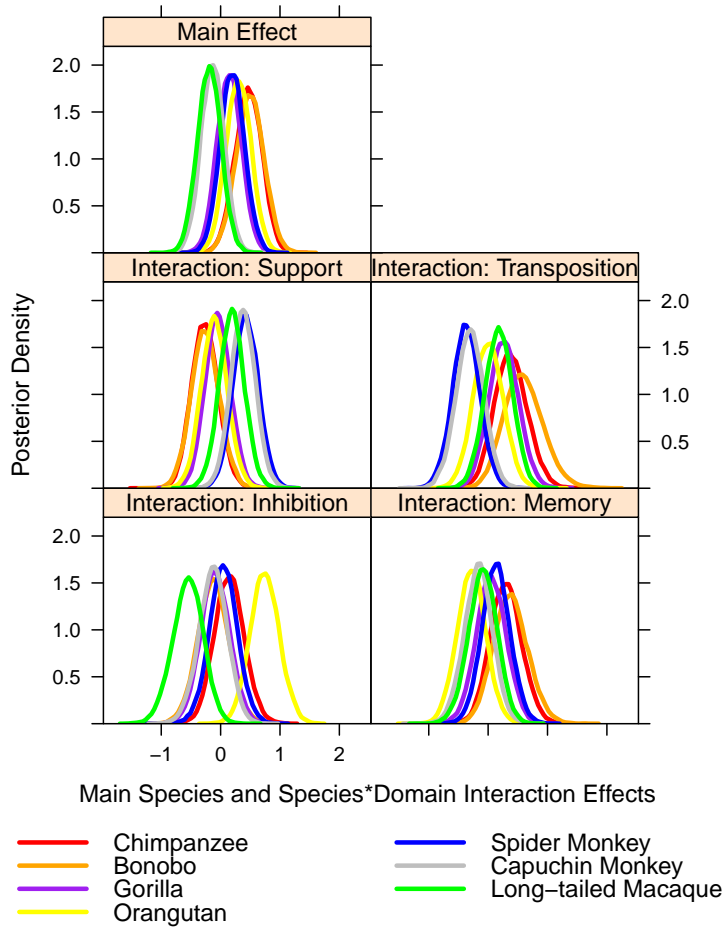 Main Effect
2.0
1.5
1.0
0.5
Interaction: Support
Interaction: Transposition
2.0
1.5
1.0
0.5
Posterior Density
Interaction: Inhibition
Interaction: Memory
2.0
1.5
1.0
0.5
−1 0 1 2
Main Species and Species*Domain Interaction Effects
Chimpanzee
Bonobo
Gorilla
Orangutan
Spider Monkey
Capuchin Monkey
Long−tailed Macaque